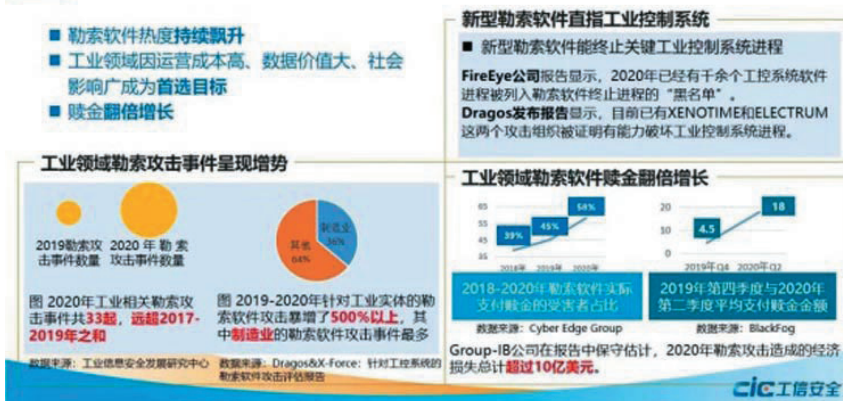 ■ 勒索软件热度持续飙升
■ 工业领域因运营成本高、数据价值大、社会
影响广成为首选目标
■ 赎金翻倍增长
新型勒索软件直指工业控制系统
■ 新型勒索软件能终止关键工业控制系统进程
FireEye公司报告显示，2020年已经有千余个工控系统软件
进程被列入勒索软件终止进程的“黑名单”。
Dragos发布报告显示，目前已有XENOTIME和ELECTRUM
这两个攻击组织被证明有能力破坏工业控制系统进程。
工业领域勒索攻击事件呈现增势
2019勒索攻
击事件数量
2020年勒索
攻击事件数量
制造业
36%
其他
64%
图 2020年工业相关勒索攻
击事件共33起，远超2017-
2019年之和
图 2019-2020年针对工业实体的勒
索软件攻击暴增了500%以上，其
中制造业的勒索软件攻击事件最多
数据来源：工业信息安全发展研究中心
数据来源：Dragos&X-Force：针对工控系统的
勒索软件攻击评估报告
工业领域勒索软件赎金翻倍增长
65
55
45
35
39%
45%
58%
2018年
2019年
2020年
20
10
0
4.5
18
2019年Q4
2020年Q2
2018-2020年勒索软件实际
支付赎金的受害者占比
2019年第四季度与2020年
第二季度平均支付赎金金额
数据来源：Cyber Edge Group
数据来源：BlackFog
Group-IB公司在报告中保守估计，2020年勒索攻击造成的经济
损失总计超过10亿美元。
CIC工信安全